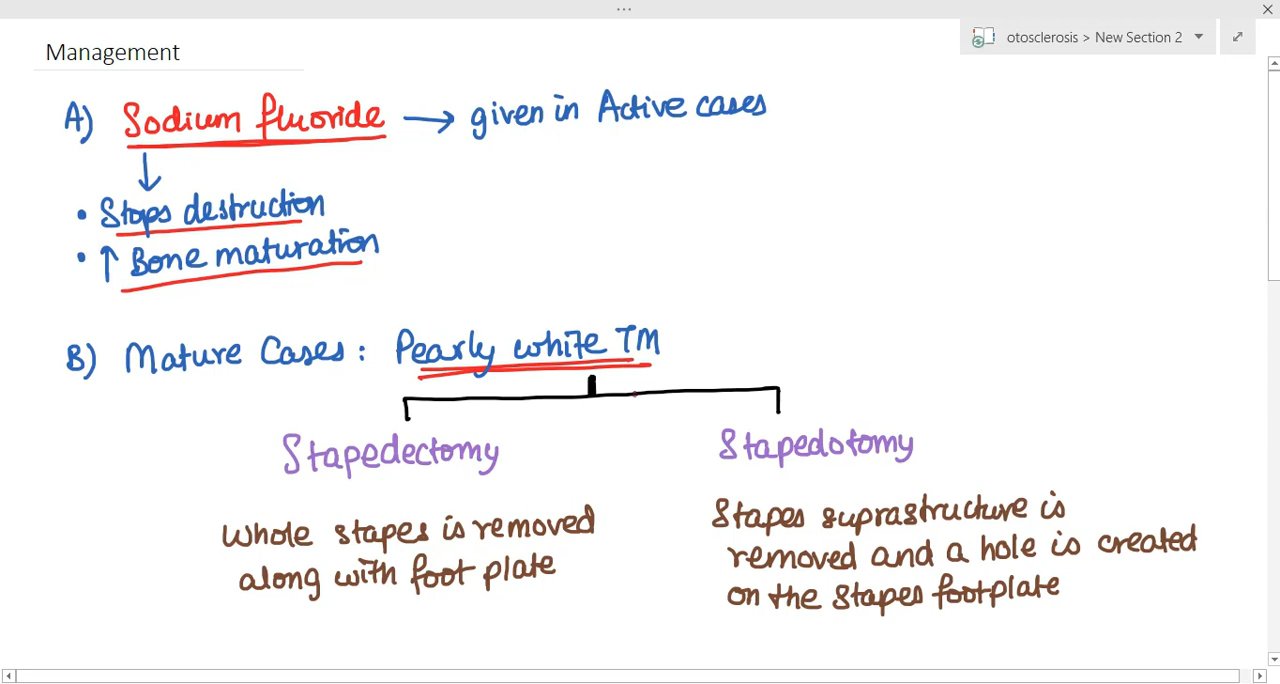 otosclerosis > New Section 2
Management
A) Sodium fluoride → given in Active cases
↓
• Stops destruction
• ↑ Bone maturation
B) Mature Cases : Pearly white TM
Stapedectomy
Whole stapes is removed
along with foot plate
Stapedotomy
Stapes suprastructure is
removed and a hole is created
on the stapes footplate